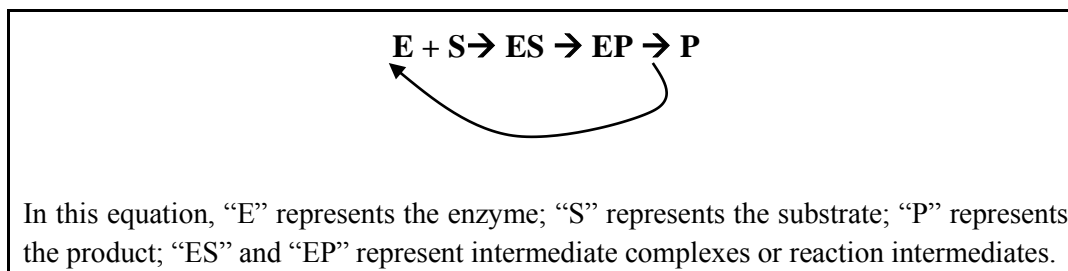 E + S→ ES → EP → P
In this equation, “E” represents the enzyme; “S” represents the substrate; “P” represents
the product; “ES” and “EP” represent intermediate complexes or reaction intermediates.